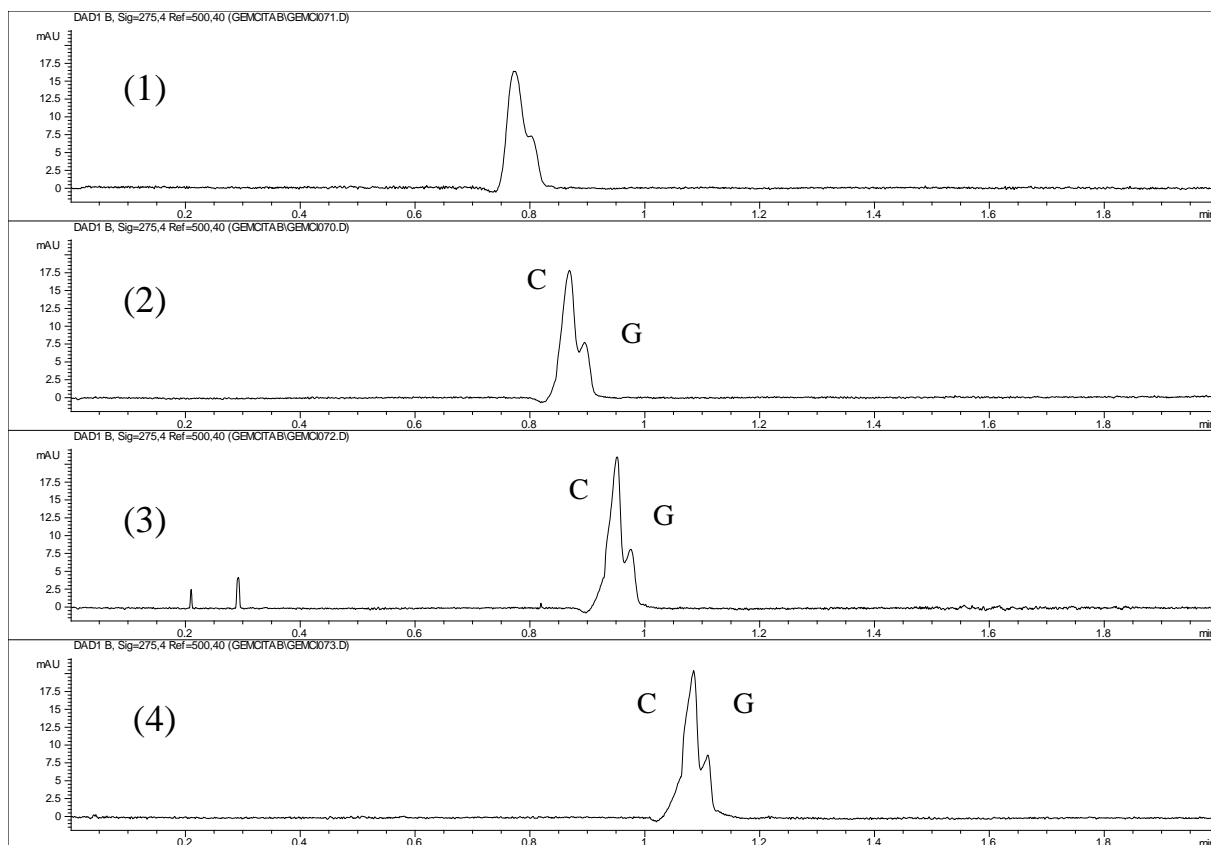 DAD1 B, Sig=275,4 Ref=500,40 (GEMCITAB\GEMCI071.D)
mAU
17.5
15
12.5
10
7.5
5
2.5
0
(1)
0.2 0.4 0.6 0.8 1 1.2 1.4 1.6 1.8 min
DAD1 B, Sig=275,4 Ref=500,40 (GEMCITAB\GEMCI070.D)
mAU
17.5
15
12.5
10
7.5
5
2.5
0
(2)
C
G
0.2 0.4 0.6 0.8 1 1.2 1.4 1.6 1.8 min
DAD1 B, Sig=275,4 Ref=500,40 (GEMCITAB\GEMCI072.D)
mAU
17.5
15
12.5
10
7.5
5
2.5
0
(3)
C
G
0.2 0.4 0.6 0.8 1 1.2 1.4 1.6 1.8 min
DAD1 B, Sig=275,4 Ref=500,40 (GEMCITAB\GEMCI073.D)
mAU
17.5
15
12.5
10
7.5
5
2.5
0
(4)
C G
0.2 0.4 0.6 0.8 1 1.2 1.4 1.6 1.8 min